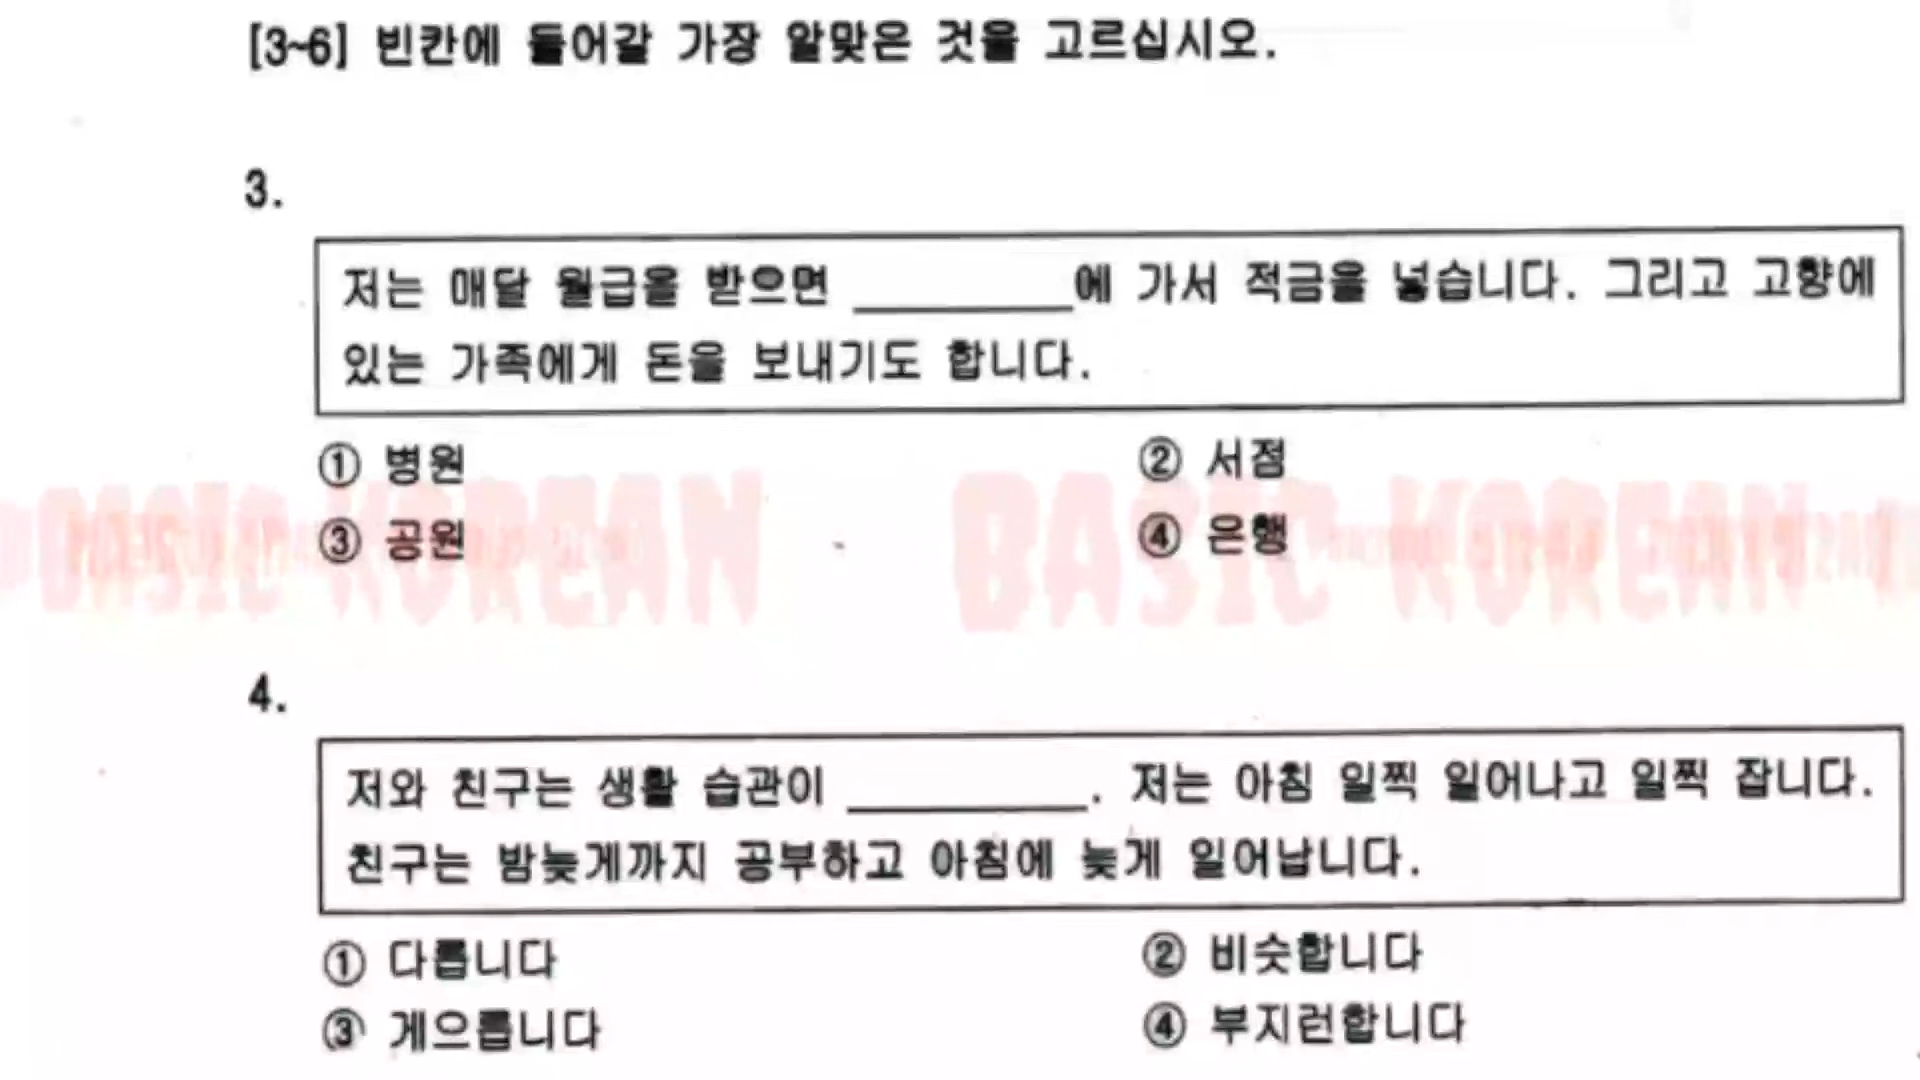 [3~6] 빈칸에 들어갈 가장 알맞은 것을 고르십시오.
3.
저는 매달 월급을 받으면 ________에 가서 적금을 넣습니다. 그리고 고향에
있는 가족에게 돈을 보내기도 합니다.
① 병원 ② 서점
③ 공원 ④ 은행
BASIC KOREAN BASIC KOREAN
4.
저와 친구는 생활 습관이 ________. 저는 아침 일찍 일어나고 일찍 잡니다.
친구는 밤늦게까지 공부하고 아침에 늦게 일어납니다.
① 다릅니다 ② 비슷합니다
③ 게으릅니다 ④ 부지런합니다